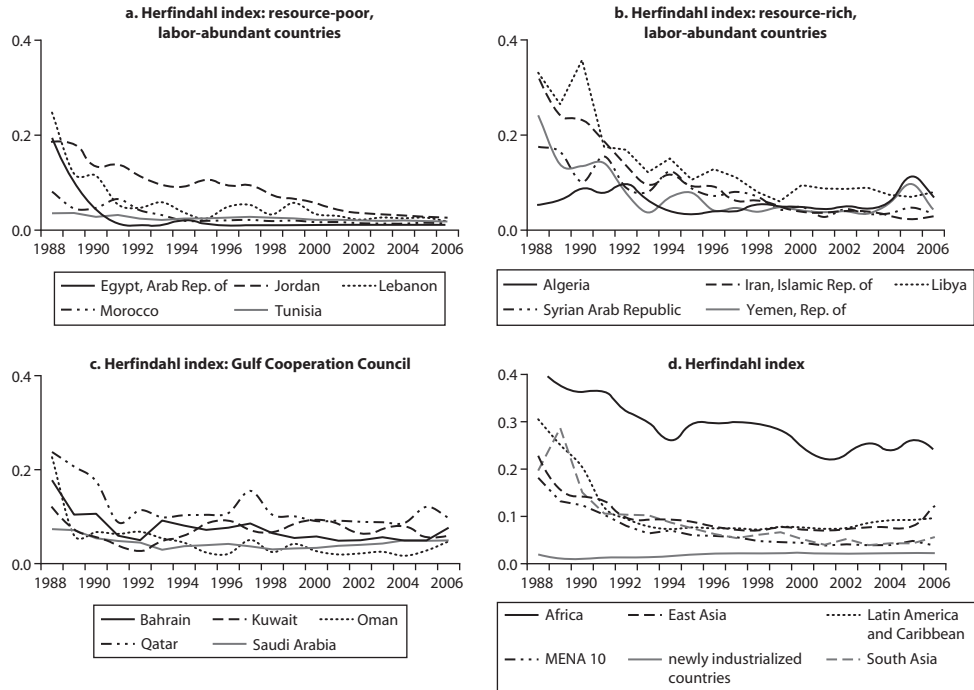 a. Herfindahl index: resource-poor,
labor-abundant countries
0.4
0.2
0.0
1988 1990 1992 1994 1996 1998 2000 2002 2004 2006
Egypt, Arab Rep. of Jordan Lebanon
Morocco Tunisia
b. Herfindahl index: resource-rich,
labor-abundant countries
0.4
0.2
0.0
1988 1990 1992 1994 1996 1998 2000 2002 2004 2006
Algeria Iran, Islamic Rep. of Libya
Syrian Arab Republic Yemen, Rep. of
c. Herfindahl index: Gulf Cooperation Council
0.4
0.2
0.0
1988 1990 1992 1994 1996 1998 2000 2002 2004 2006
Bahrain Kuwait Oman
Qatar Saudi Arabia
d. Herfindahl index
0.4
0.3
0.2
0.1
0.0
1988 1990 1992 1994 1996 1998 2000 2002 2004 2006
Africa East Asia Latin America
and Caribbean
MENA 10 newly industrialized South Asia
countries